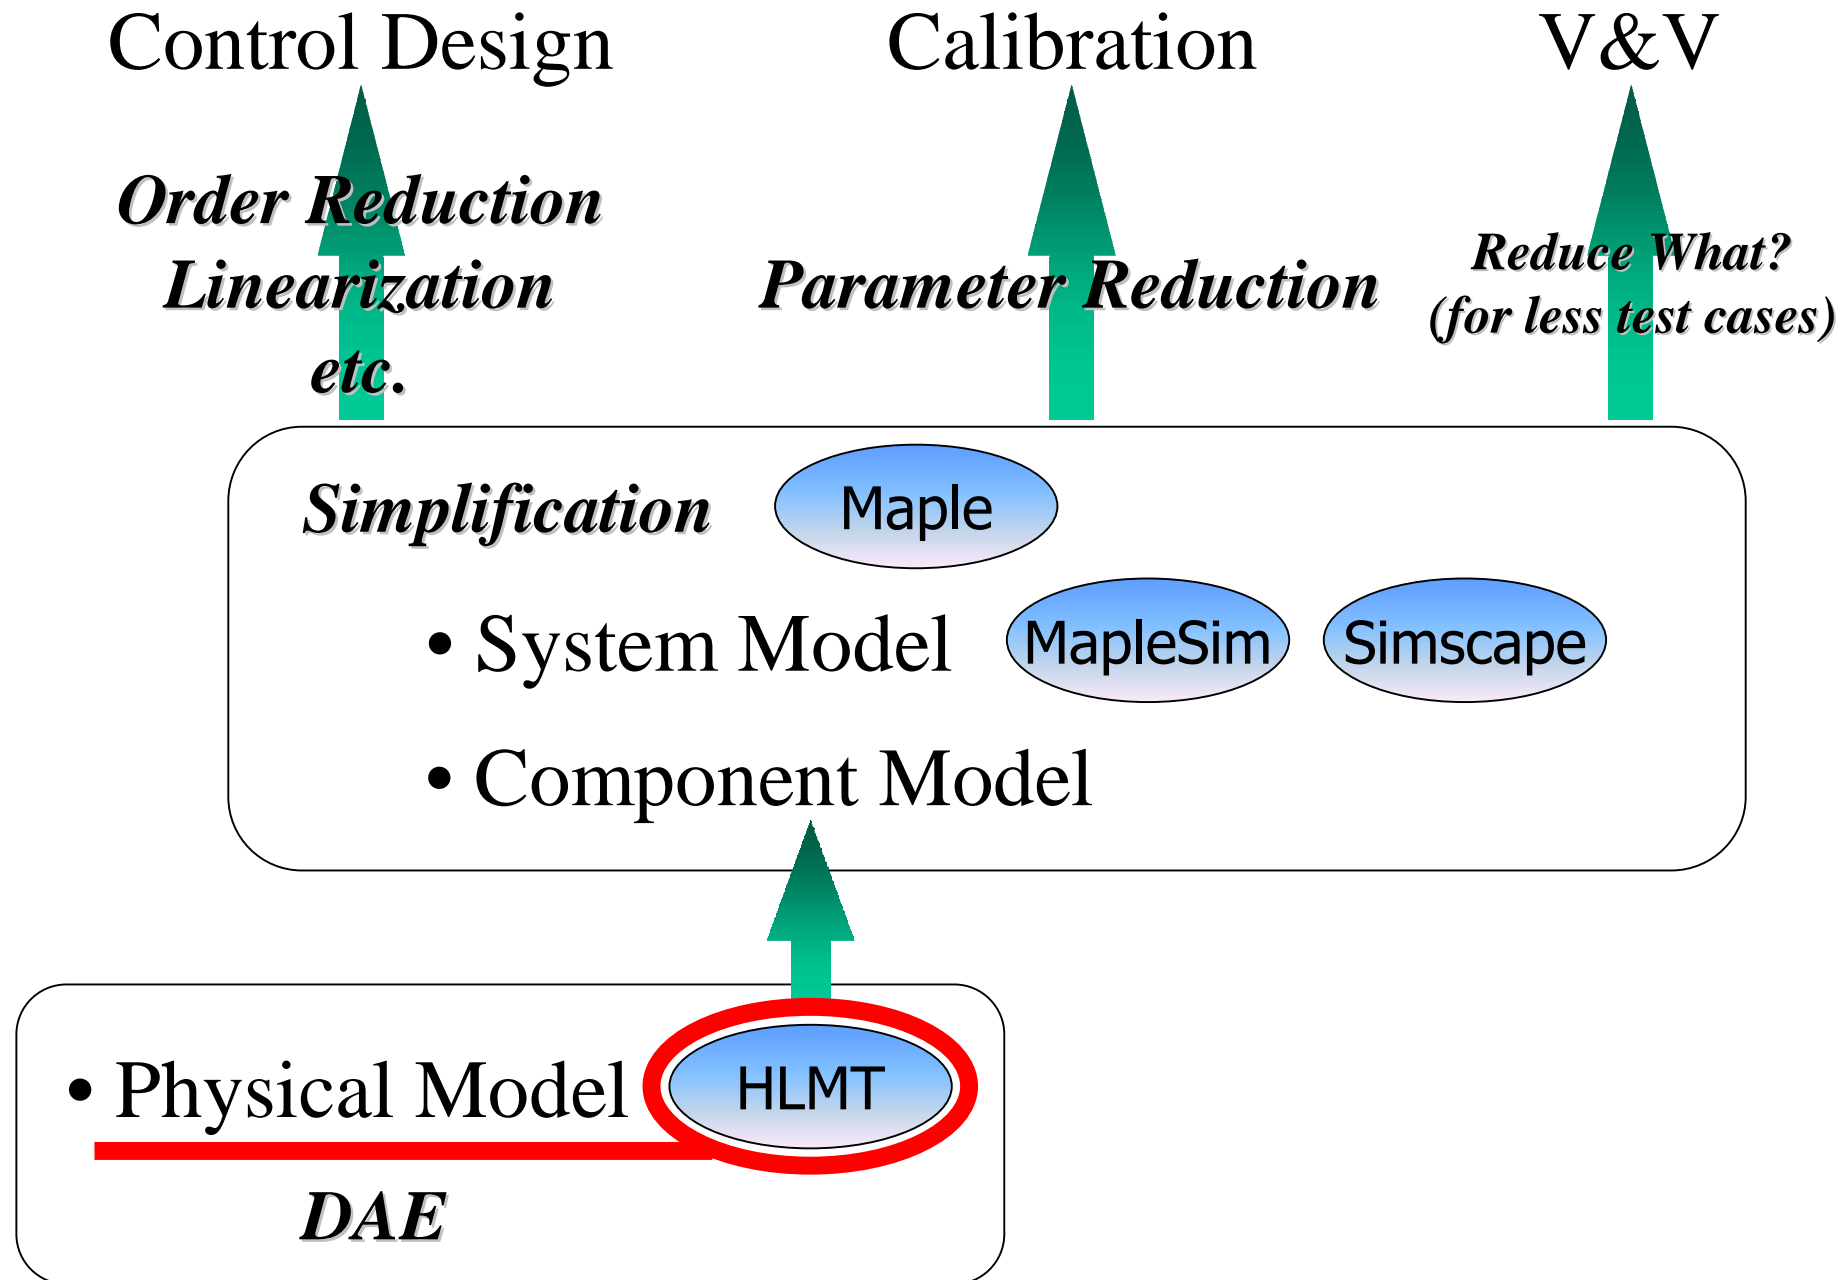 Control Design
Calibration
V&V
Order Reduction
Linearization
etc.
Parameter Reduction
Reduce What?
(for less test cases)
Simplification
Maple
• System Model
MapleSim
Simscape
• Component Model
• Physical Model
HLMT
DAE